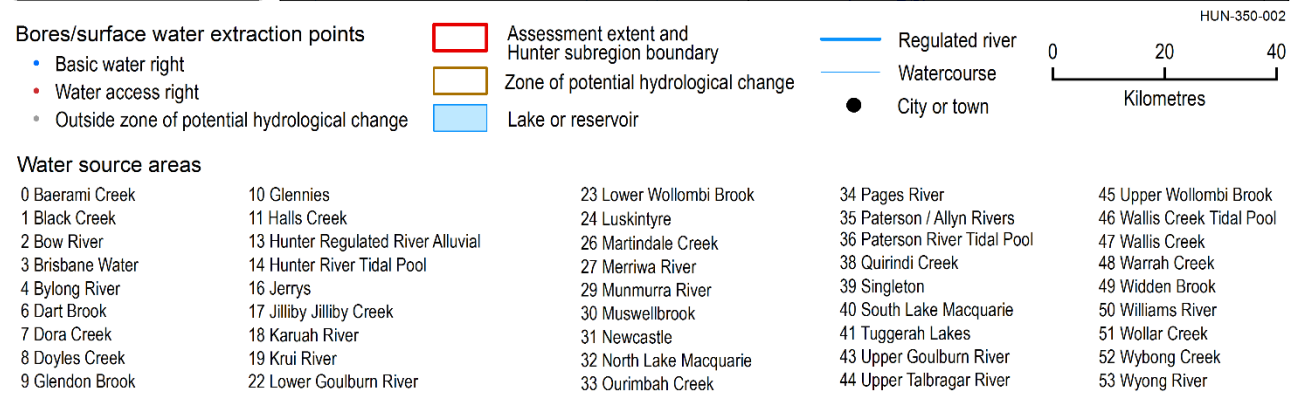 HUN-350-002
Bores/surface water extraction points
Basic water right
Water access right
Outside zone of potential hydrological change
Assessment extent and
Hunter subregion boundary
Zone of potential hydrological change
Lake or reservoir
Regulated river
Watercourse
City or town
0 20 40
Kilometres
Water source areas
0 Baerami Creek
1 Black Creek
2 Bow River
3 Brisbane Water
4 Bylong River
6 Dart Brook
7 Dora Creek
8 Doyles Creek
9 Glendon Brook
10 Glennies
11 Halls Creek
13 Hunter Regulated River Alluvial
14 Hunter River Tidal Pool
16 Jerrys
17 Jilliby Jilliby Creek
18 Karuah River
19 Krui River
22 Lower Goulburn River
23 Lower Wollombi Brook
24 Luskintyre
26 Martindale Creek
27 Merriwa River
29 Munmurra River
30 Muswellbrook
31 Newcastle
32 North Lake Macquarie
33 Ourimbah Creek
34 Pages River
35 Paterson / Allyn Rivers
36 Paterson River Tidal Pool
38 Quirindi Creek
39 Singleton
40 South Lake Macquarie
41 Tuggerah Lakes
43 Upper Goulburn River
44 Upper Talbragar River
45 Upper Wollombi Brook
46 Wallis Creek Tidal Pool
47 Wallis Creek
48 Warrah Creek
49 Widden Brook
50 Williams River
51 Wollar Creek
52 Wybong Creek
53 Wyong River